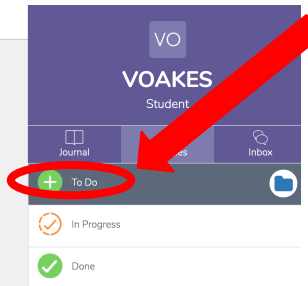 VO
VOAKES
Student
Journal Inbox
To Do
In Progress
Done